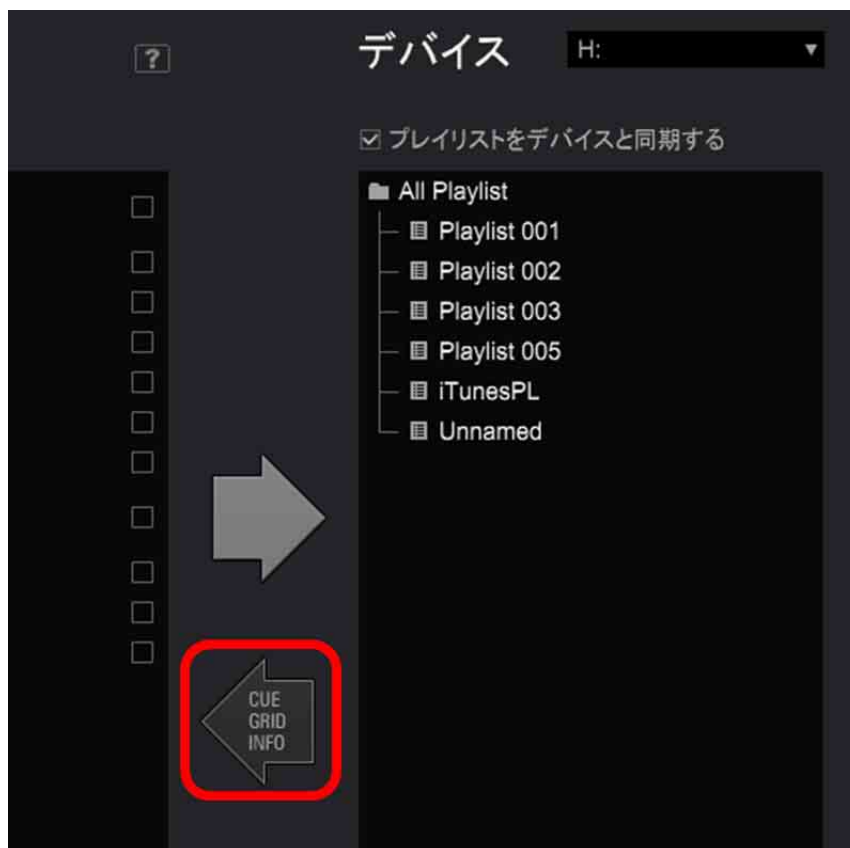 ?
デバイス
H:
プレイリストをデバイスと同期する
All Playlist
Playlist 001
Playlist 002
Playlist 003
Playlist 005
iTunesPL
Unnamed
CUE
GRID
INFO